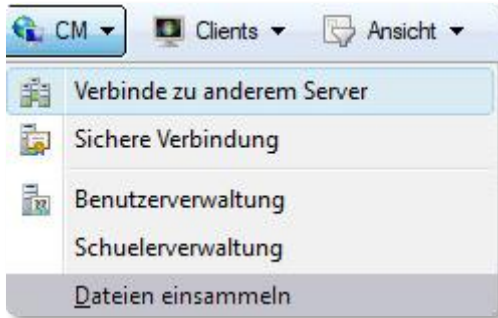 CM Clients Ansicht
Verbinde zu anderem Server
Sichere Verbindung
Benutzerverwaltung
Schuelerverwaltung
Dateien einsammeln